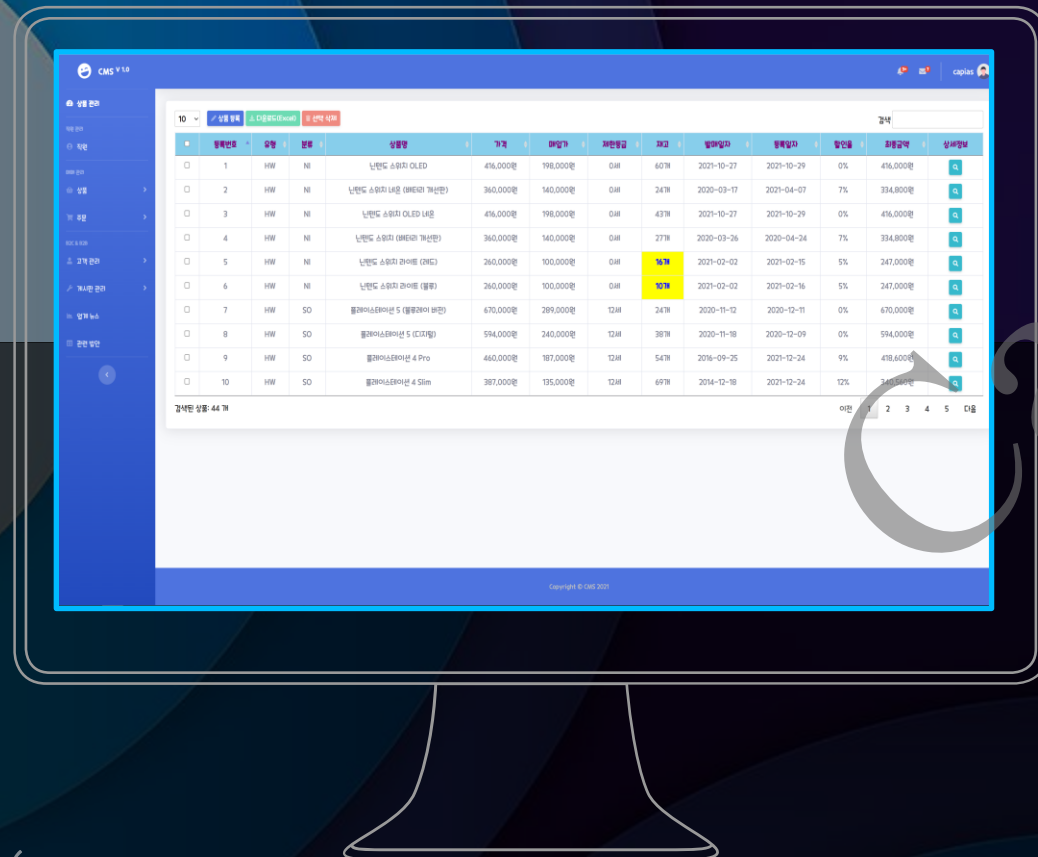 CMS V 1.0
capias
상품 관리
직원 관리
직원
상품
주문
고객 관리
게시판 관리
업계 뉴스
관련 법안
10 상품 등록 다운로드(Excel) 선택 삭제 검색
등록번호 유형 분류 상품명 가격 매입가 제한등급 재고 발매일자 등록일자 할인율 최종금액 상세정보
1 HW NI 닌텐도 스위치 OLED 416,000원 198,000원 0세 60개 2021-10-27 2021-10-29 0% 416,000원
2 HW NI 닌텐도 스위치 네온 (배터리 개선판) 360,000원 140,000원 0세 24개 2020-03-17 2021-04-07 7% 334,800원
3 HW NI 닌텐도 스위치 OLED 네온 416,000원 198,000원 0세 43개 2021-10-27 2021-10-29 0% 416,000원
4 HW NI 닌텐도 스위치 (배터리 개선판) 360,000원 140,000원 0세 27개 2020-03-26 2020-04-24 7% 334,800원
5 HW NI 닌텐도 스위치 라이트 (레드) 260,000원 100,000원 0세 16개 2021-02-02 2021-02-15 5% 247,000원
6 HW NI 닌텐도 스위치 라이트 (블루) 260,000원 100,000원 0세 10개 2021-02-02 2021-02-16 5% 247,000원
7 HW SO 플레이스테이션 5 (블루레이 버전) 670,000원 289,000원 12세 24개 2020-11-12 2020-12-11 0% 670,000원
8 HW SO 플레이스테이션 5 (디지털) 594,000원 240,000원 12세 38개 2020-11-18 2020-12-09 0% 594,000원
9 HW SO 플레이스테이션 4 Pro 460,000원 187,000원 12세 54개 2016-09-25 2021-12-24 9% 418,600원
10 HW SO 플레이스테이션 4 Slim 387,000원 135,000원 12세 69개 2014-12-18 2021-12-24 12% 340,560원
검색된 상품: 44 개
이전 1 2 3 4 5 다음
Copyright © CMS 2021